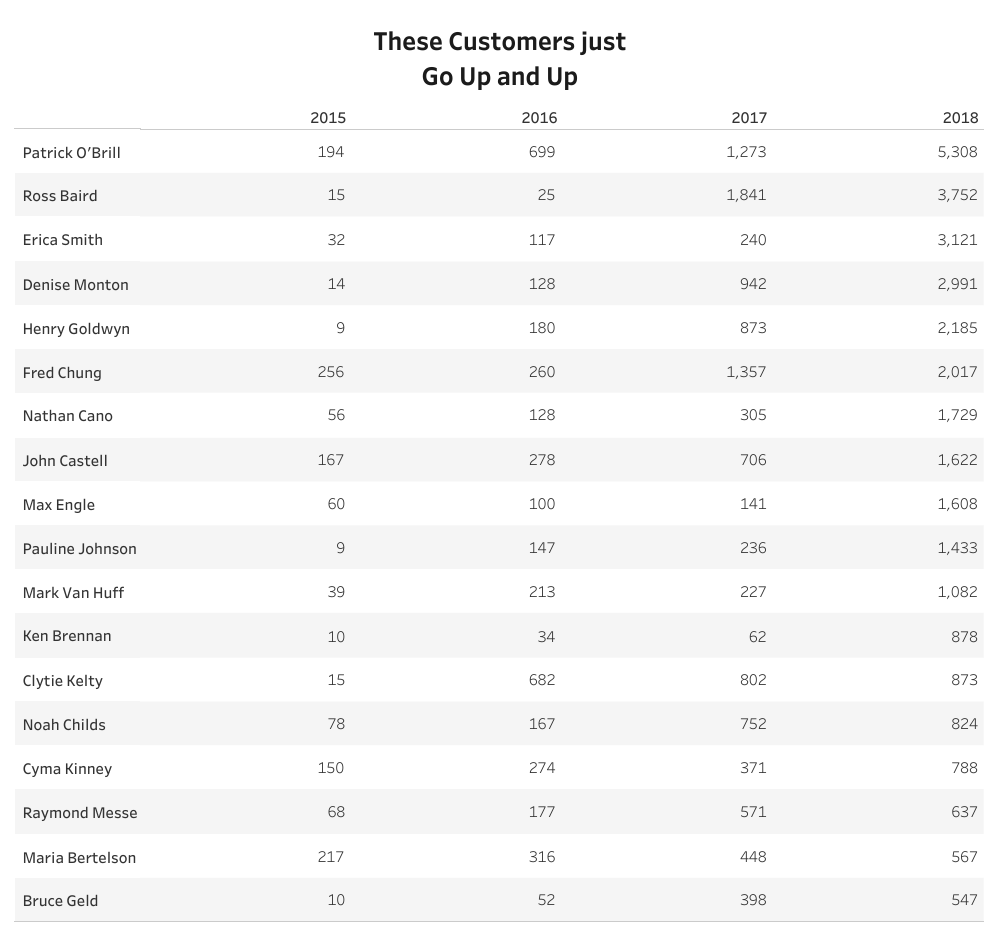 These Customers just
Go Up and Up
2015 2016 2017 2018
Patrick O’Brill 194 699 1,273 5,308
Ross Baird 15 25 1,841 3,752
Erica Smith 32 117 240 3,121
Denise Monton 14 128 942 2,991
Henry Goldwyn 9 180 873 2,185
Fred Chung 256 260 1,357 2,017
Nathan Cano 56 128 305 1,729
John Castell 167 278 706 1,622
Max Engle 60 100 141 1,608
Pauline Johnson 9 147 236 1,433
Mark Van Huff 39 213 227 1,082
Ken Brennan 10 34 62 878
Clytie Kelty 15 682 802 873
Noah Childs 78 167 752 824
Cyma Kinney 150 274 371 788
Raymond Messe 68 177 571 637
Maria Bertelson 217 316 448 567
Bruce Geld 10 52 398 547